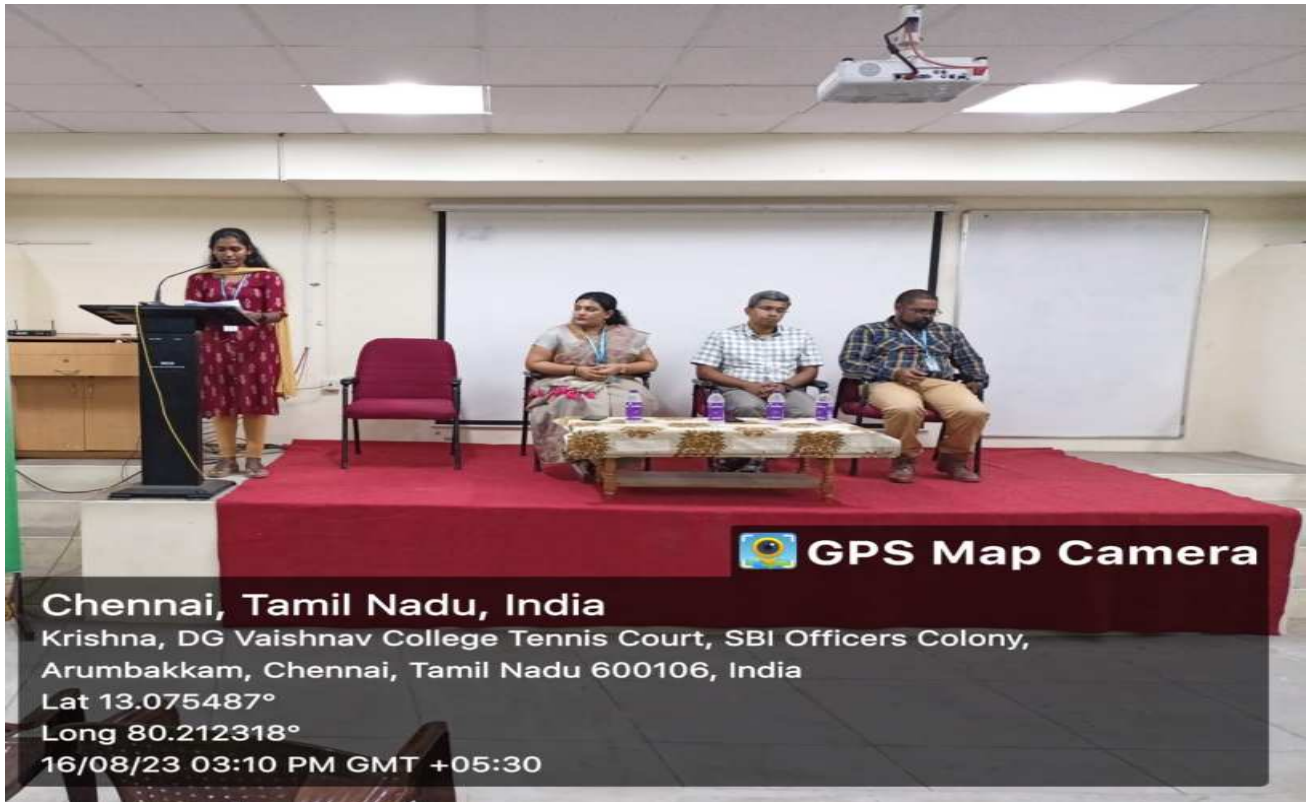 GPS Map Camera
Chennai, Tamil Nadu, India
Krishna, DG Vaishnav College Tennis Court, SBI Officers Colony,
Arumbakkam, Chennai, Tamil Nadu 600106, India
Lat 13.075487°
Long 80.212318°
16/08/23 03:10 PM GMT +05:30